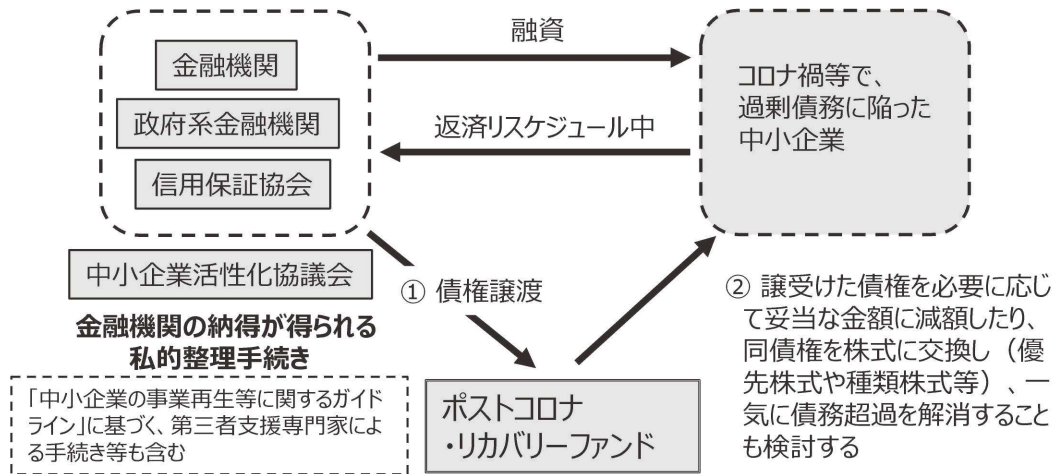 融資
金融機関
政府系金融機関
信用保証協会
コロナ禍等で、
過剰債務に陥った
中小企業
返済リスケジュール中
中小企業活性化協議会
① 債権譲渡
金融機関の納得が得られる
私的整理手続き
「中小企業の事業再生等に関するガイド
ライン」に基づく、第三者支援専門家によ
る手続き等も含む
ポストコロナ
・リカバリーファンド
② 譲受けた債権を必要に応じ
て妥当な金額に減額したり、
同債権を株式に交換し（優
先株式や種類株式等）、一
気に債務超過を解消すること
も検討する